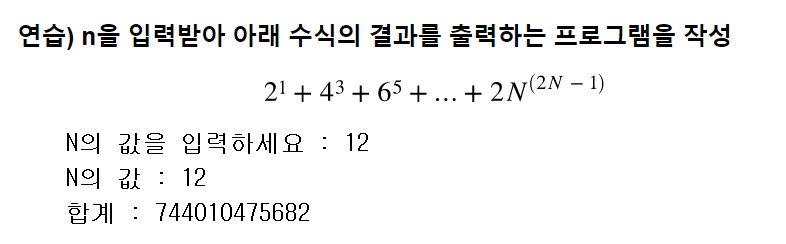 연습) n을 입력받아 아래 수식의 결과를 출력하는 프로그램을 작성
2¹ + 4³ + 6⁵ + … + 2N⁽²ᴺ ⁻ ¹⁾
N의 값을 입력하세요 : 12
N의 값 : 12
합계 : 744010475682